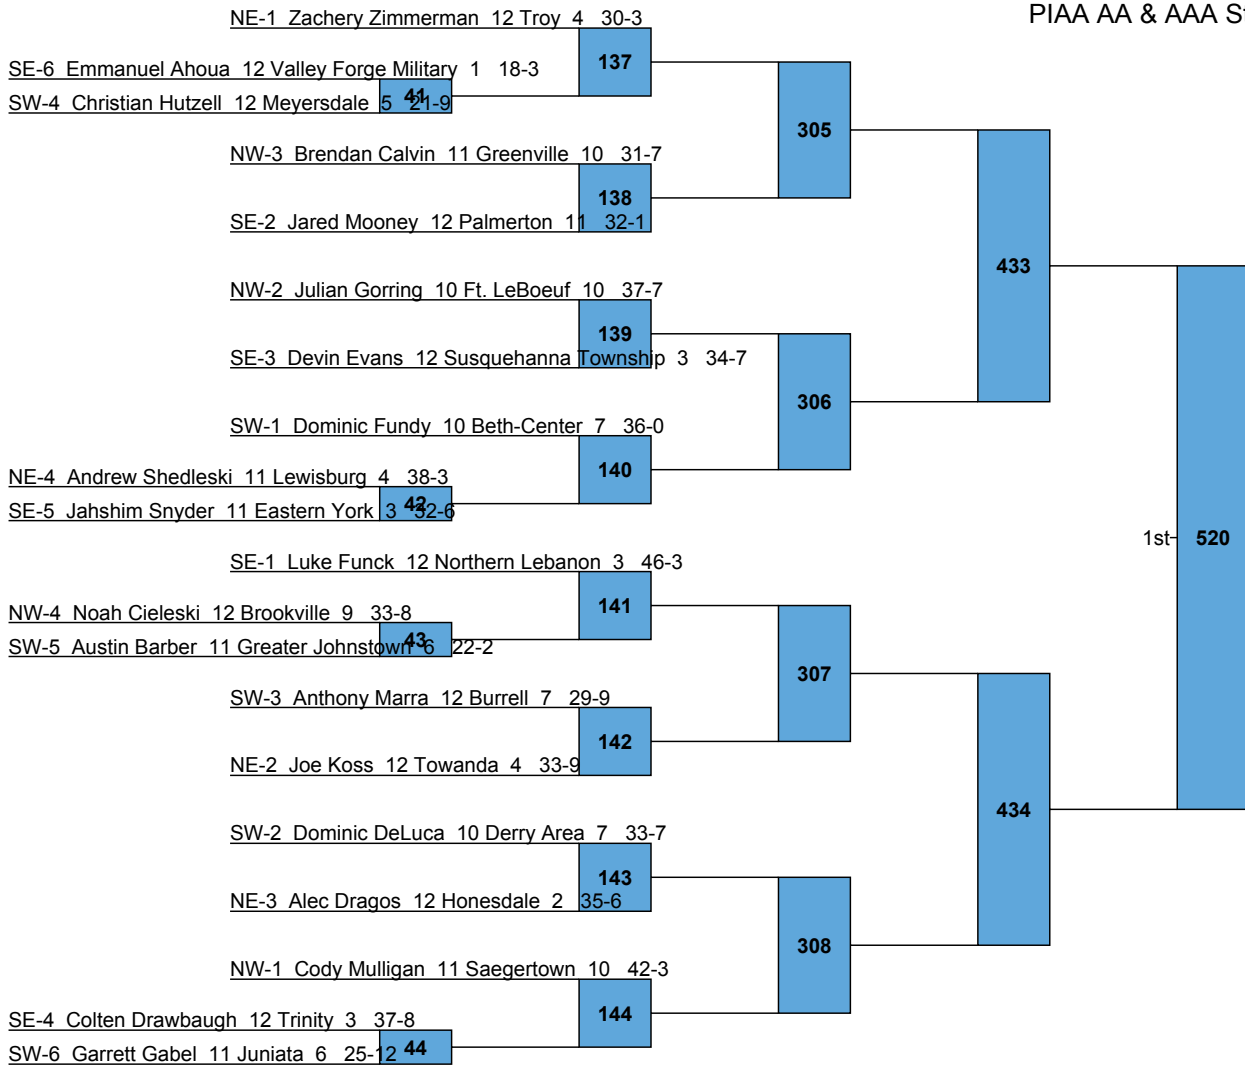 NE-1 Zachery Zimmerman 12 Troy 4 30-3
PIAA AA & AAA S
137
SE-6 Emmanuel Ahoua 12 Valley Forge Military 1 18-3
41
SW-4 Christian Hutzell 12 Meyersdale 5 21-9
305
NW-3 Brendan Calvin 11 Greenville 10 31-7
138
SE-2 Jared Mooney 12 Palmerton 11 32-1
433
NW-2 Julian Gorring 10 Ft. LeBoeuf 10 37-7
139
SE-3 Devin Evans 12 Susquehanna Township 3 34-7
306
SW-1 Dominic Fundy 10 Beth-Center 7 36-0
140
NE-4 Andrew Shedleski 11 Lewisburg 4 38-3
42
SE-5 Jahshim Snyder 11 Eastern York 3 32-6
1st
520
SE-1 Luke Funck 12 Northern Lebanon 3 46-3
141
NW-4 Noah Cieleski 12 Brookville 9 33-8
43
SW-5 Austin Barber 11 Greater Johnstown 6 22-2
307
SW-3 Anthony Marra 12 Burrell 7 29-9
142
NE-2 Joe Koss 12 Towanda 4 33-9
434
SW-2 Dominic DeLuca 10 Derry Area 7 33-7
143
NE-3 Alec Dragos 12 Honesdale 2 35-6
308
NW-1 Cody Mulligan 11 Saegertown 10 42-3
144
SE-4 Colten Drawbaugh 12 Trinity 3 37-8
44
SW-6 Garrett Gabel 11 Juniata 6 25-12